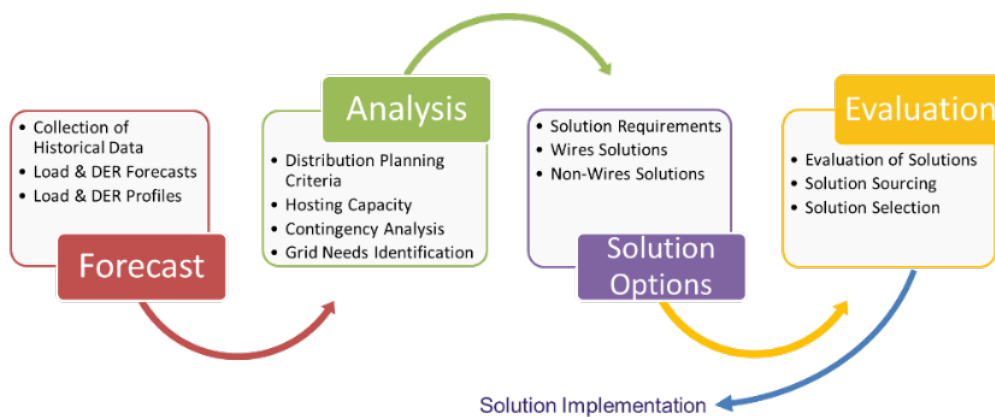 Forecast
• Collection of
Historical Data
• Load & DER Forecasts
• Load & DER Profiles
Analysis
• Distribution Planning
Criteria
• Hosting Capacity
• Contingency Analysis
• Grid Needs Identification
• Solution Requirements
• Wires Solutions
• Non-Wires Solutions
Solution
Options
Evaluation
• Evaluation of Solutions
• Solution Sourcing
• Solution Selection
Solution Implementation